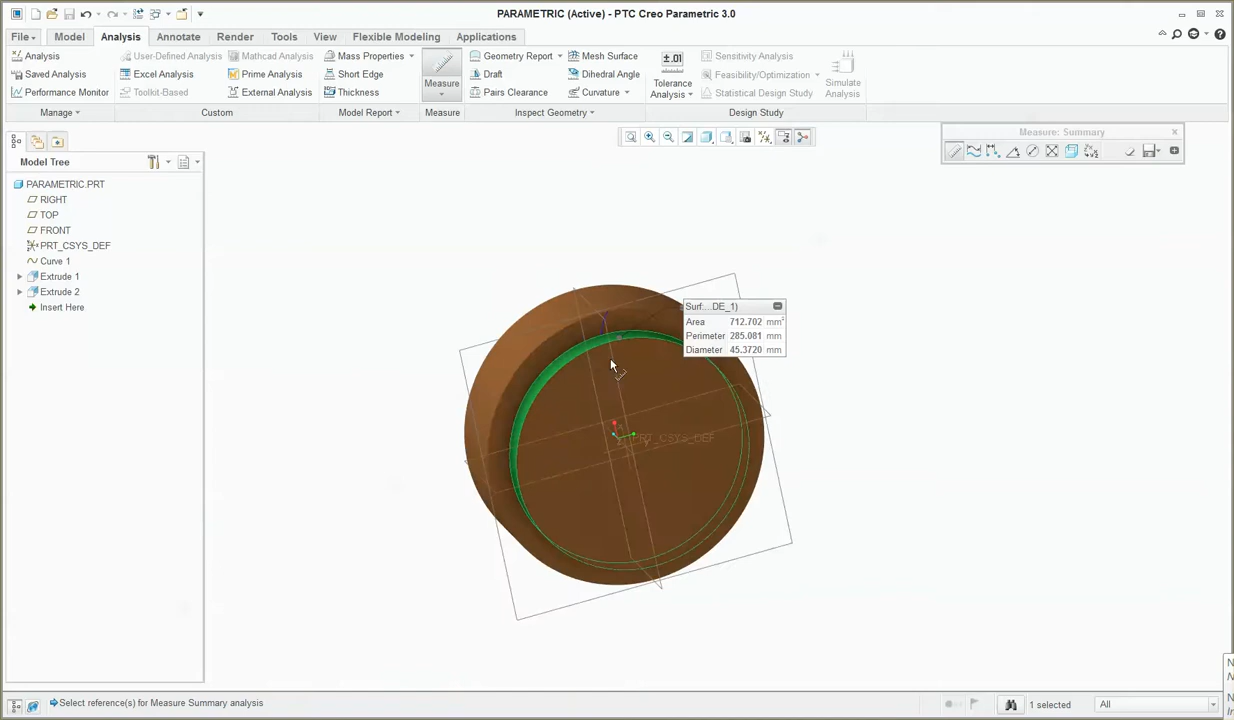 PARAMETRIC (Active) - PTC Creo Parametric 3.0
File Model Analysis Annotate Render Tools View Flexible Modeling Applications
Analysis User-Defined Analysis Mathcad Analysis Mass Properties Geometry Report Mesh Surface Sensitivity Analysis
Saved Analysis Excel Analysis Prime Analysis Short Edge Draft Dihedral Angle Feasibility/Optimization
Performance Monitor Toolkit-Based External Analysis Thickness Pairs Clearance Curvature Statistical Design Study
Measure
±.01
Tolerance Analysis
Simulate Analysis
Manage Custom Model Report Measure Inspect Geometry Design Study
Measure: Summary
Model Tree
PARAMETRIC.PRT
RIGHT
TOP
FRONT
PRT_CSYS_DEF
Curve 1
Extrude 1
Extrude 2
Insert Here
Surf:...DE_1)
Area 712.702 mm²
Perimeter 285.081 mm
Diameter 45.3720 mm
PRT_CSYS_DEF
Select reference(s) for Measure Summary analysis
1 selected
All